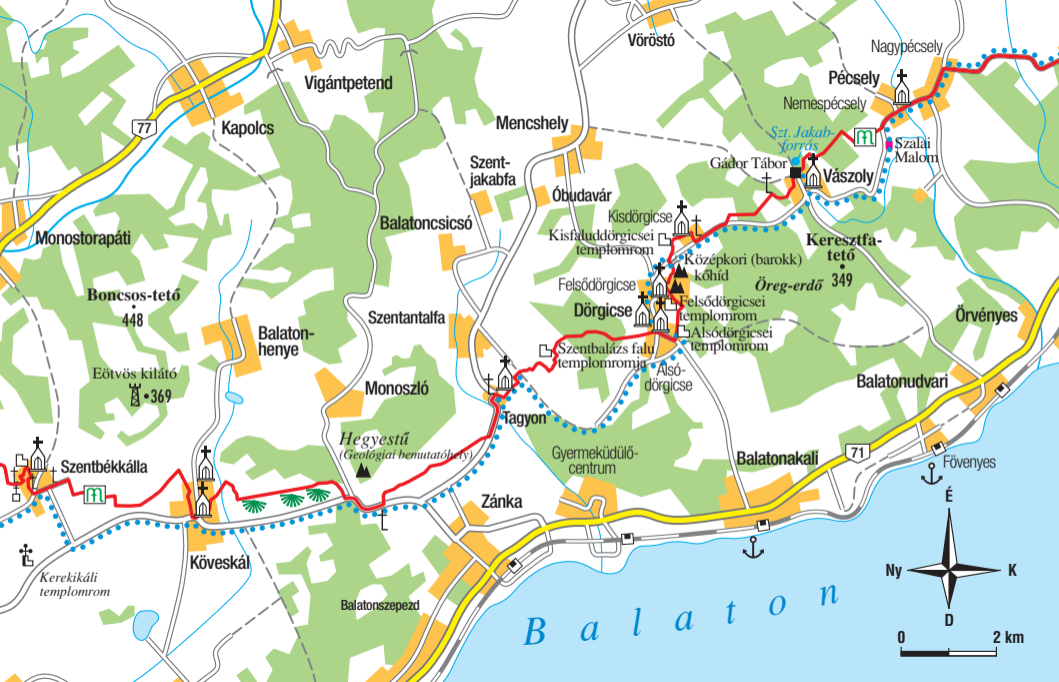 Vöröstó
Nagypécsely
Vigántpetend
Pécsely
Nemespécsely
77
Kapolcs
Mencshely
Szt. Jakab-
forrás
Szalai
Malom
Szent-
jakabfa
Gádor Tábor
Vászoly
Óbudavár
Balatoncsicsó
Kisdörgicse
Monostorapáti
Kisfaluddörgicsei
templomrom
Keresztfa-
tető
349
Középkori (barokk)
kőhíd
Öreg-erdő
Felsődörgicse
Boncsos-tető
448
Dörgicse
Felsődörgicsei
templomrom
Szentantalfa
Örvényes
Balaton-
henye
Alsódörgicsei
templomrom
Szentbalázs falu
templomromja
Eötvös kilátó
369
Alsó-
dörgicse
Balatonudvari
Monoszló
Tagyon
Hegyestű
(Geológiai bemutatóhely)
Gyermeküdülő-
centrum
71
Balatonakali
Fövenyes
Szentbékkálla
Zánka
É
Köveskál
Ny
K
Kerekikáli
templomrom
D
Balatonszepezd
Balaton
0
2 km